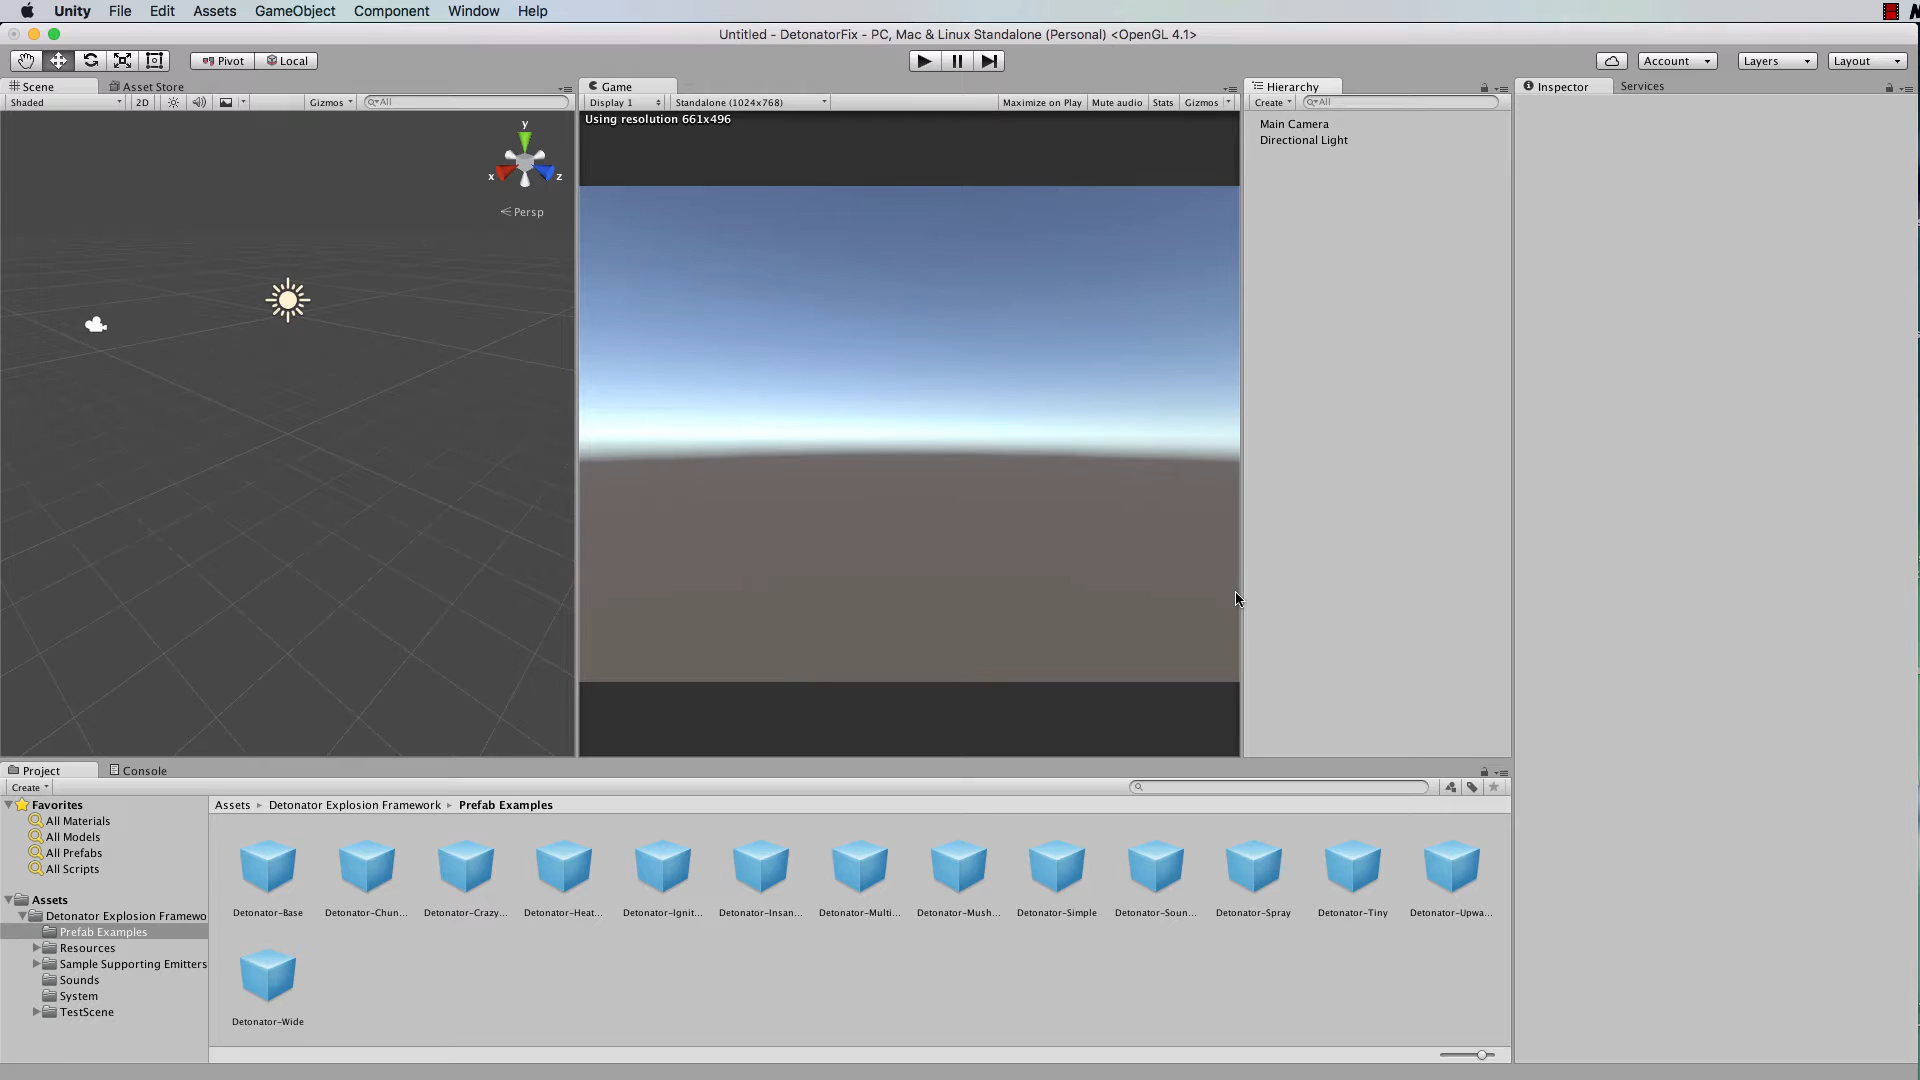 Unity File Edit Assets GameObject Component Window Help
Untitled - DetonatorFix - PC, Mac & Linux Standalone (Personal) <OpenGL 4.1>
Pivot Local Account Layers Layout
Scene Asset Store Game Hierarchy Inspector Services
Shaded 2D Gizmos All Display 1 Standalone (1024x768) Maximize on Play Mute audio Stats Gizmos Create All
Using resolution 661x496
Main Camera
Directional Light
y
x
z
Persp
Project Console
Create
Favorites
All Materials
All Models
All Prefabs
All Scripts
Assets
Detonator Explosion Framewo
Prefab Examples
Resources
Sample Supporting Emitters
Sounds
System
TestScene
Assets Detonator Explosion Framework Prefab Examples
Detonator-Base Detonator-Chun... Detonator-Crazy... Detonator-Heat... Detonator-Ignit... Detonator-Insan... Detonator-Multi... Detonator-Mush... Detonator-Simple Detonator-Soun... Detonator-Spray Detonator-Tiny Detonator-Upwa...
Detonator-Wide